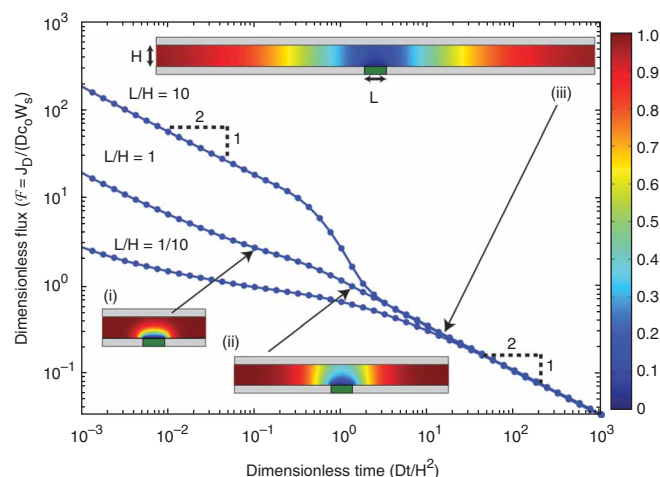 10³
10²
10¹
10⁰
10⁻¹
Dimensionless flux (ℱ = J_D/(Dc_oW_s)
H
L
L/H = 10
L/H = 1
L/H = 1/10
2
1
(i)
(ii)
(iii)
2
1
10⁻³ 10⁻² 10⁻¹ 10⁰ 10¹ 10² 10³
Dimensionless time (Dt/H²)
1.0
0.9
0.8
0.7
0.6
0.5
0.4
0.3
0.2
0.1
0